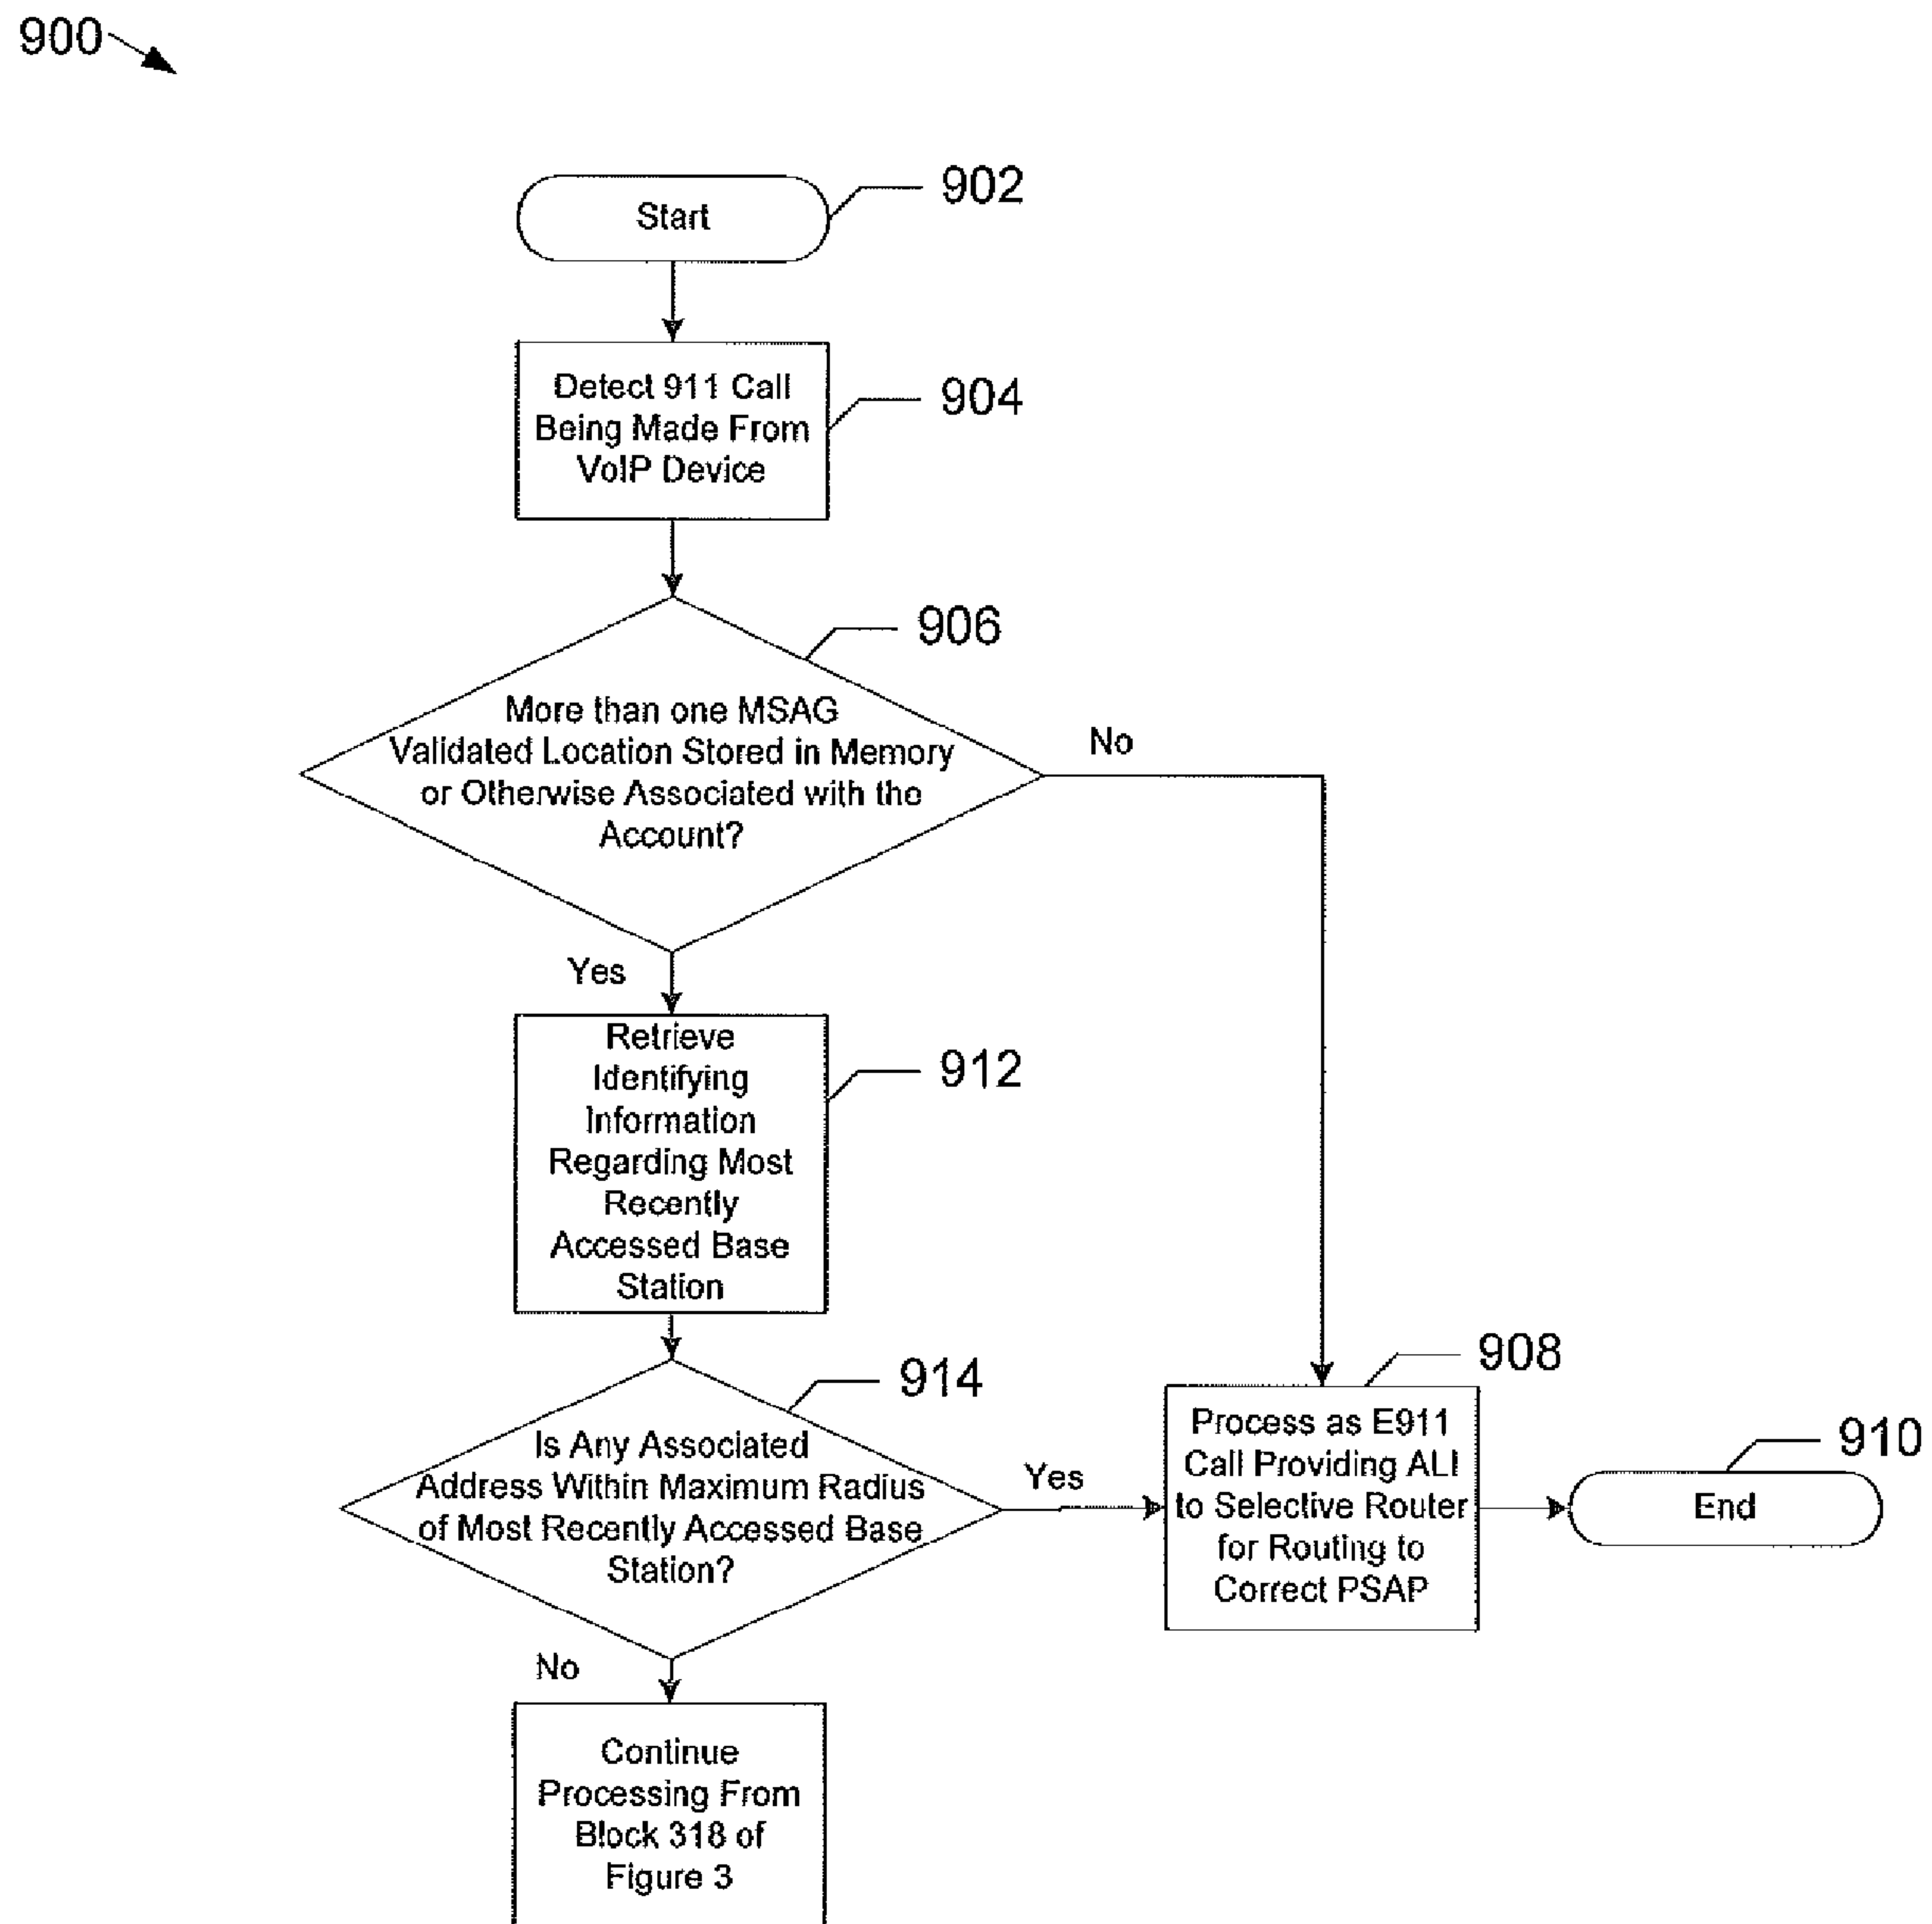 900
Start
902
Detect 911 Call
Being Made From
VoIP Device
904
906
More than one MSAG
Validated Location Stored in Memory
or Otherwise Associated with the
Account?
No
Yes
Retrieve
Identifying
Information
Regarding Most
Recently
Accessed Base
Station
912
914
Is Any Associated
Address Within Maximum Radius
of Most Recently Accessed Base
Station?
Yes
908
Process as E911
Call Providing ALI
to Selective Router
for Routing to
Correct PSAP
910
End
No
Continue
Processing From
Block 318 of
Figure 3